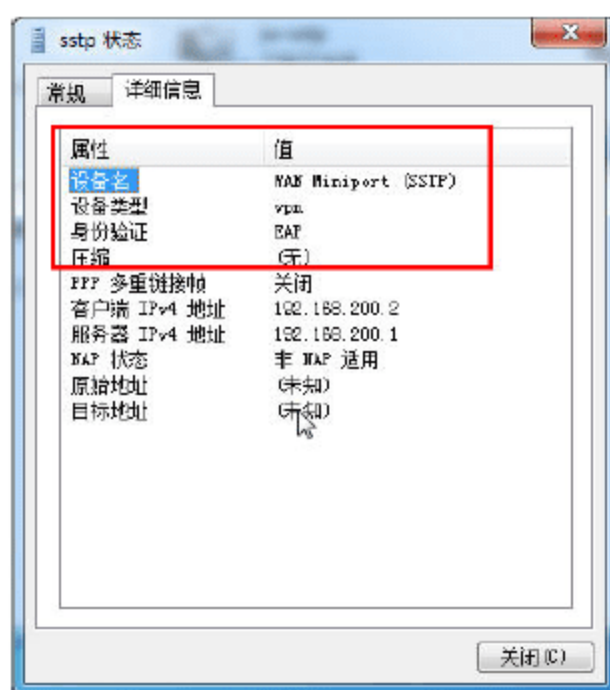 sstp 状态
常规 详细信息
属性 值
设备名 WAN Miniport (SSTP)
设备类型 vpn
身份验证 EAP
压缩 (无)
PPP 多重链接帧 关闭
客户端 IPv4 地址 192.168.200.2
服务器 IPv4 地址 192.168.200.1
NAP 状态 非 NAP 适用
原始地址 (未知)
目标地址 (未知)
关闭(C)